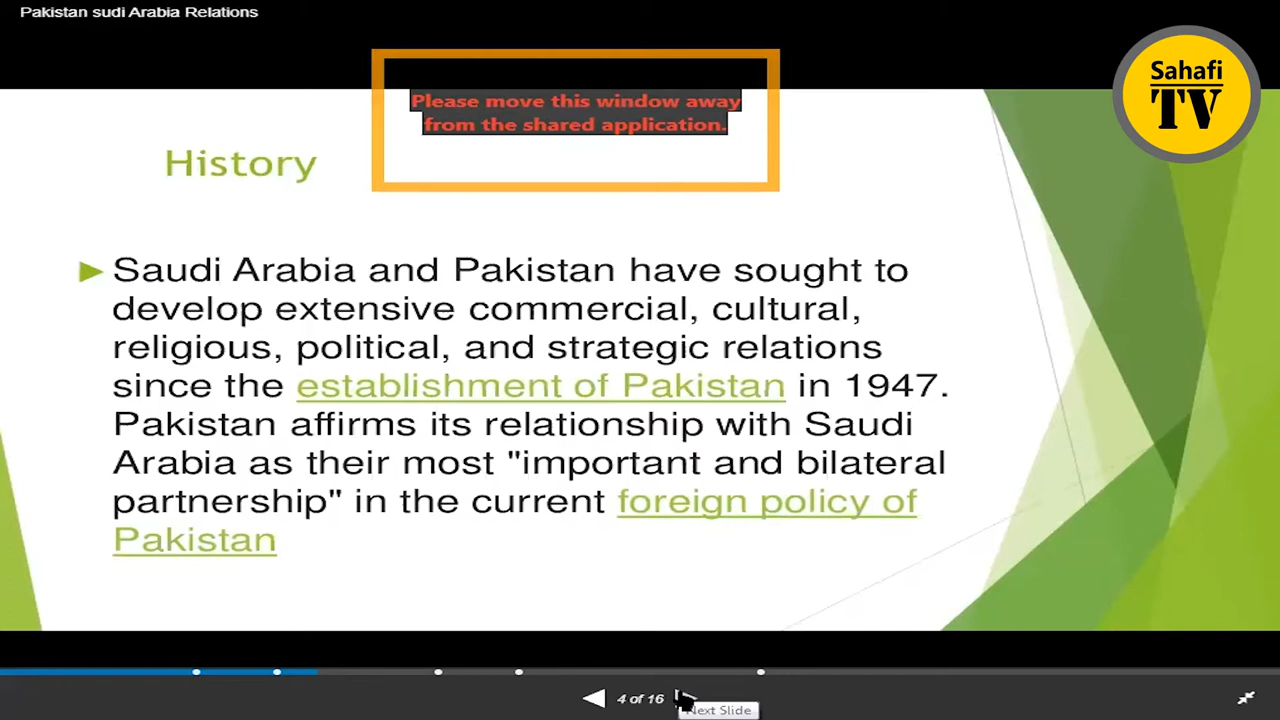 Pakistan sudi Arabia Relations
Sahafi
TV
Please move this window away
from the shared application.
History
Saudi Arabia and Pakistan have sought to
develop extensive commercial, cultural,
religious, political, and strategic relations
since the establishment of Pakistan in 1947.
Pakistan affirms its relationship with Saudi
Arabia as their most "important and bilateral
partnership" in the current foreign policy of
Pakistan
4 of 16
Next Slide